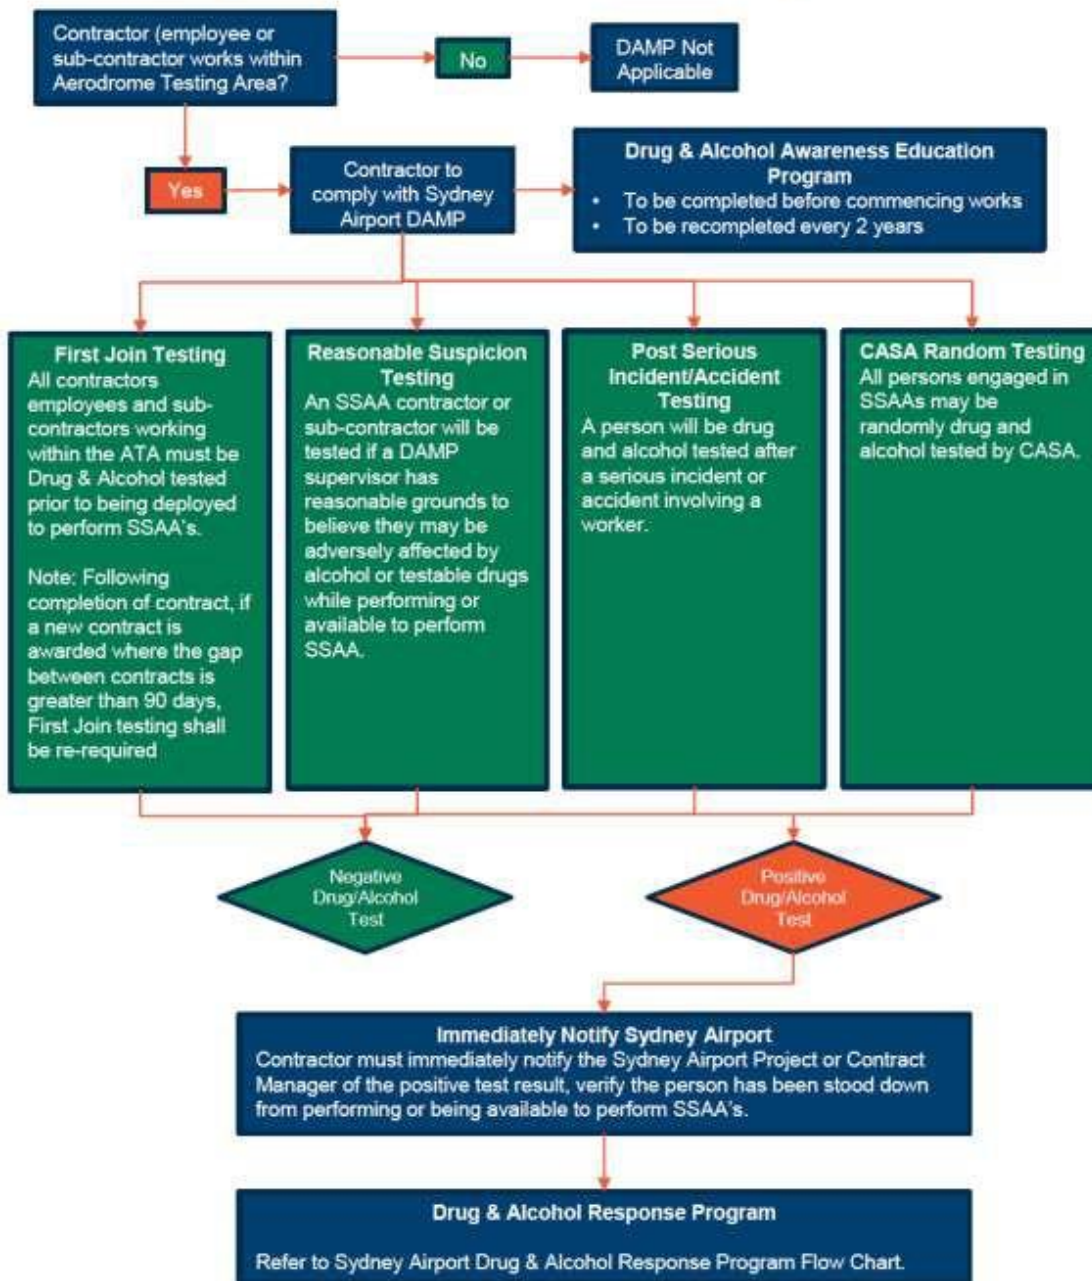 Contractor (employee or
sub-contractor works within
Aerodrome Testing Area?
No
DAMP Not
Applicable
Yes
Contractor to
comply with Sydney
Airport DAMP
Drug & Alcohol Awareness Education
Program
• To be completed before commencing works
• To be recompleted every 2 years
First Join Testing
All contractors
employees and sub-
contractors working
within the ATA must be
Drug & Alcohol tested
prior to being deployed
to perform SSAA's.
Note: Following
completion of contract, if
a new contract is
awarded where the gap
between contracts is
greater than 90 days,
First Join testing shall
be re-required
Reasonable Suspicion
Testing
An SSAA contractor or
sub-contractor will be
tested if a DAMP
supervisor has
reasonable grounds to
believe they may be
adversely affected by
alcohol or testable drugs
while performing or
available to perform
SSAA.
Post Serious
Incident/Accident
Testing
A person will be drug
and alcohol tested after
a serious incident or
accident involving a
worker.
CASA Random Testing
All persons engaged in
SSAAs may be
randomly drug and
alcohol tested by CASA.
Negative
Drug/Alcohol
Test
Positive
Drug/Alcohol
Test
Immediately Notify Sydney Airport
Contractor must immediately notify the Sydney Airport Project or Contract
Manager of the positive test result, verify the person has been stood down
from performing or being available to perform SSAA's.
Drug & Alcohol Response Program
Refer to Sydney Airport Drug & Alcohol Response Program Flow Chart.